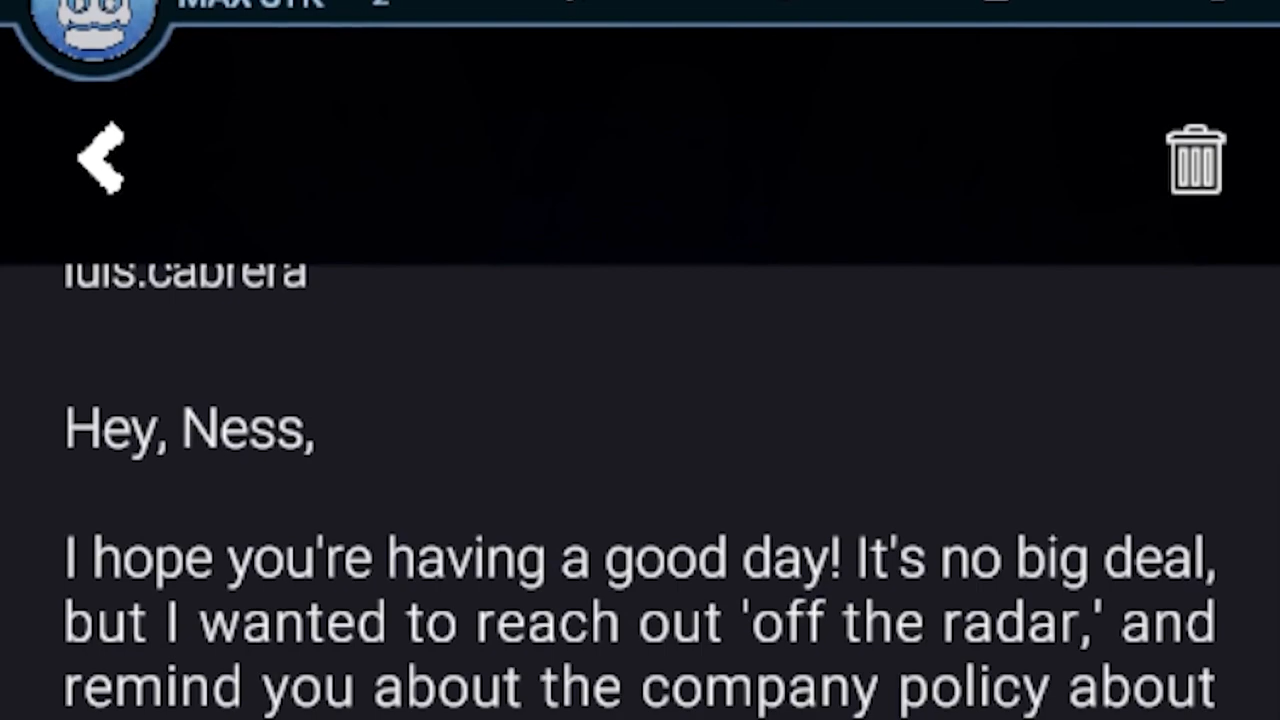 luis.cabrera
Hey, Ness,
I hope you're having a good day! It's no big deal,
but I wanted to reach out 'off the radar,' and
remind you about the company policy about